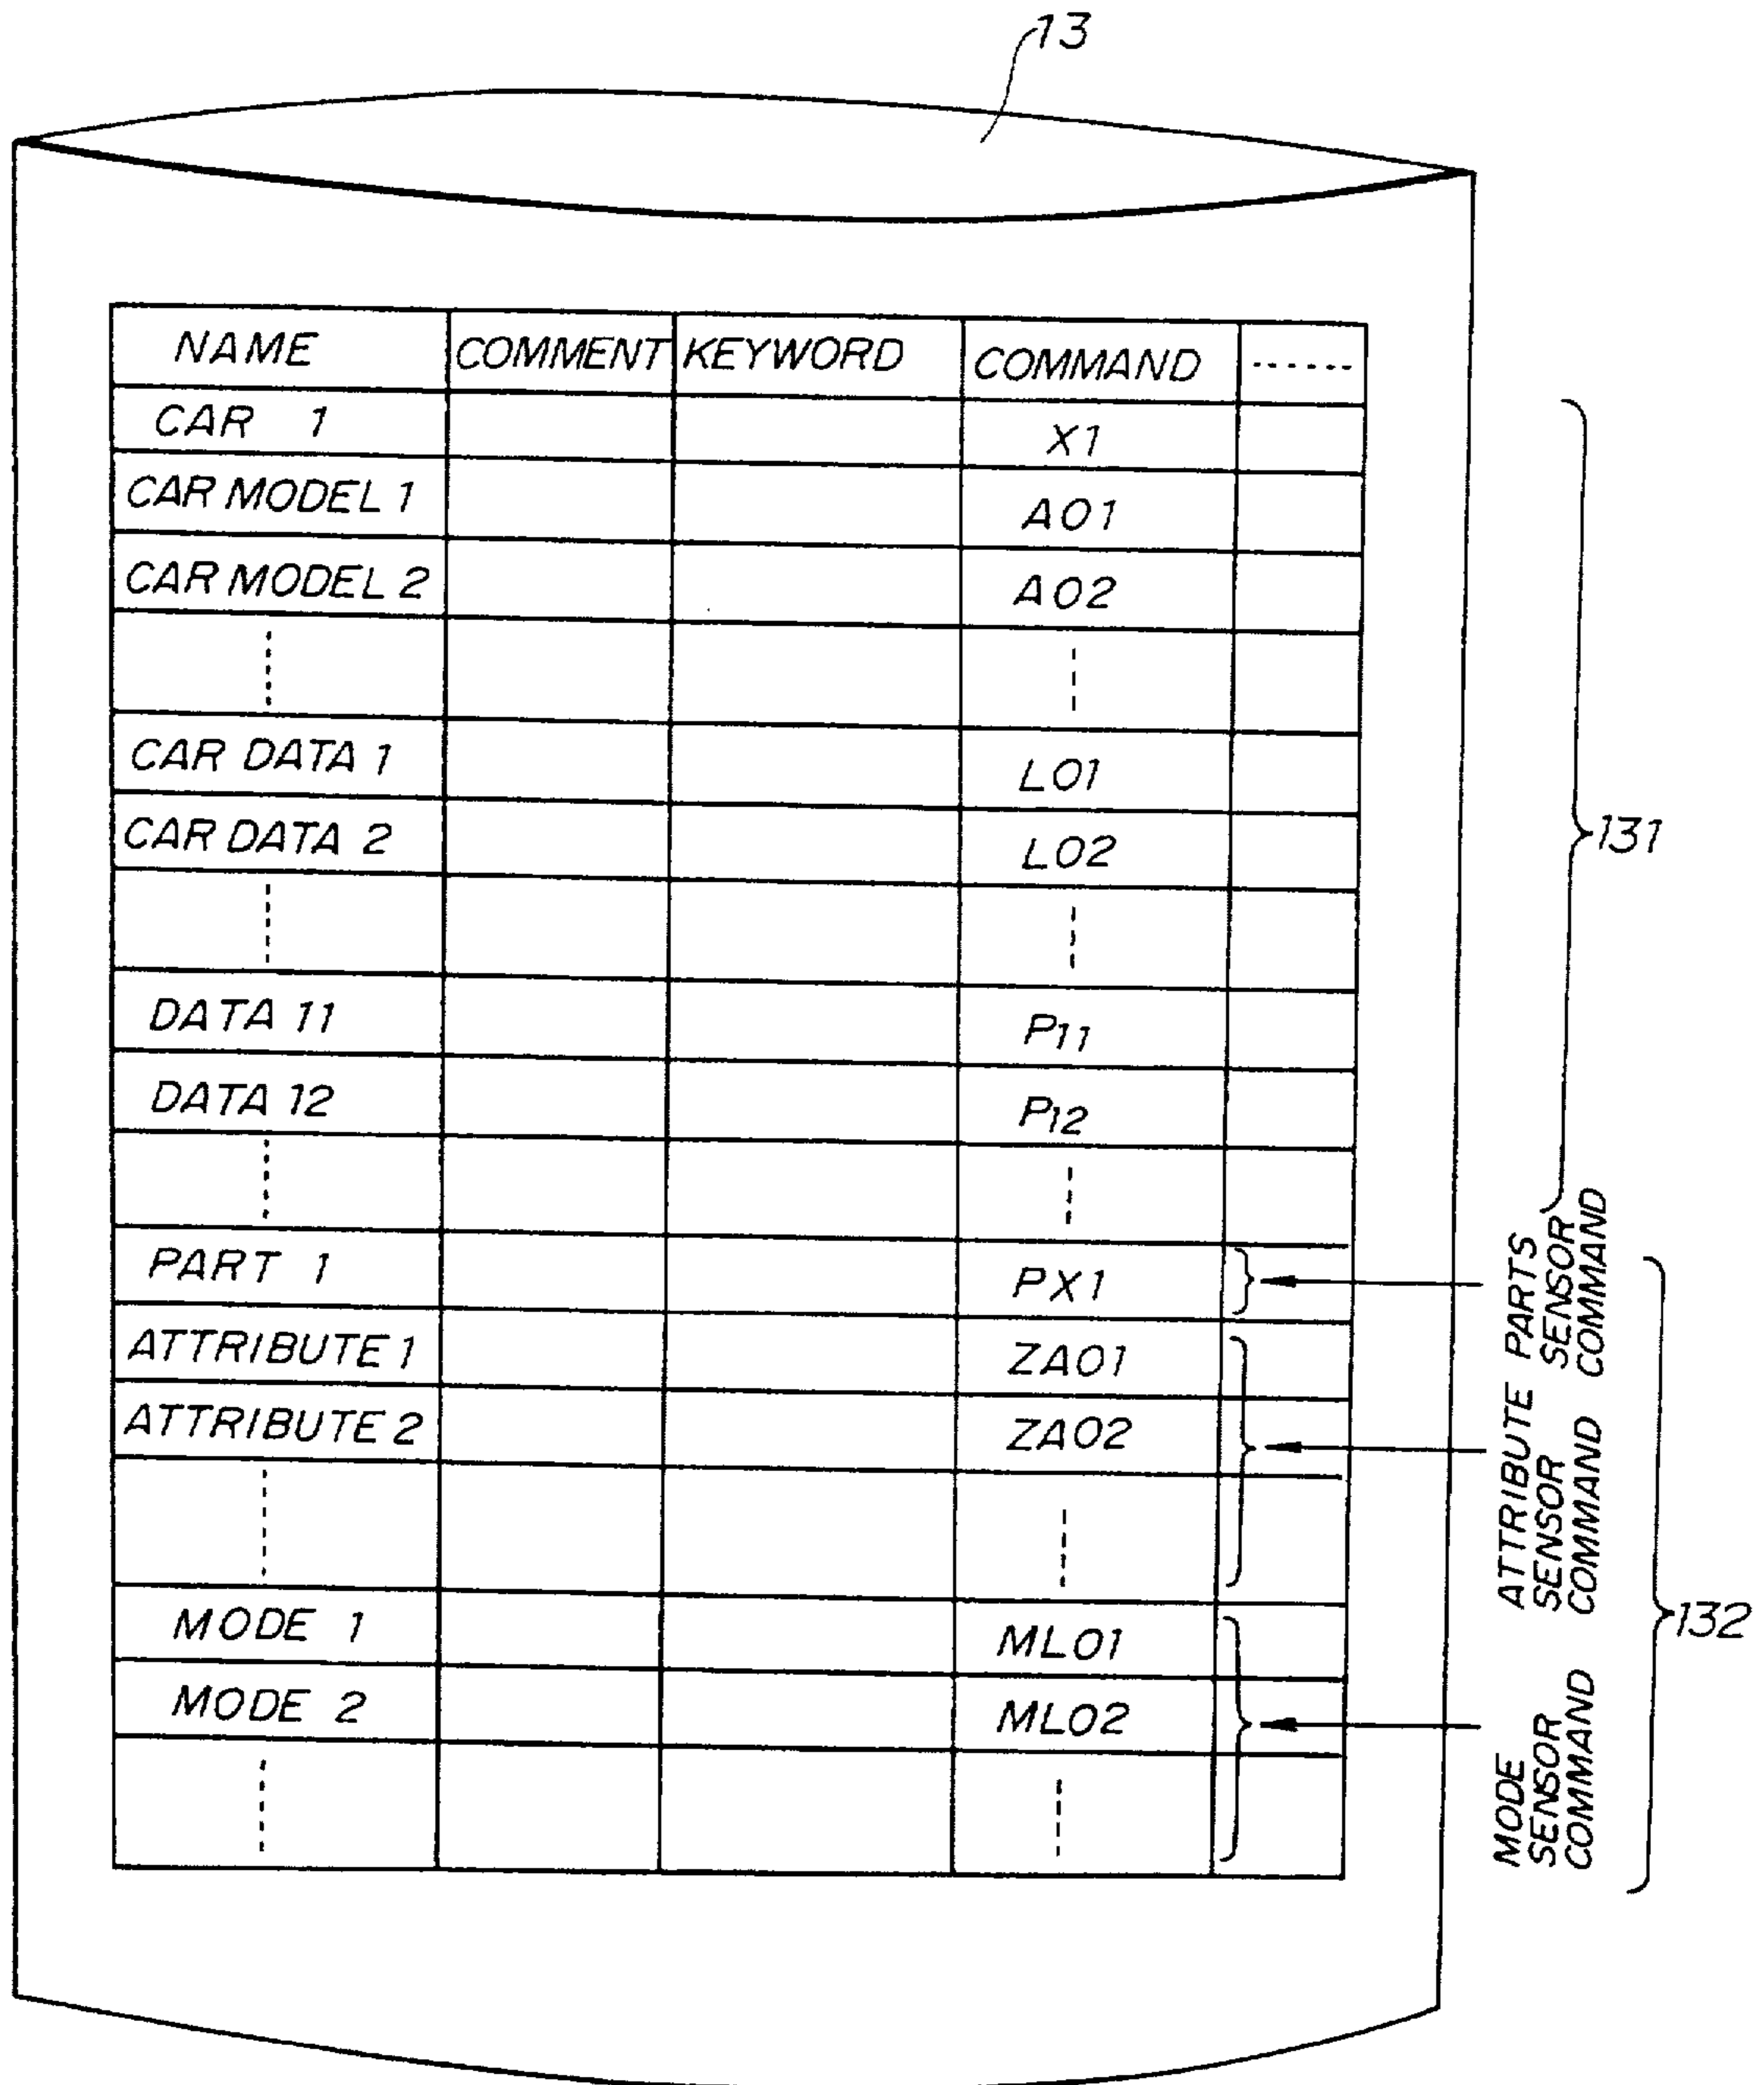 13
NAME COMMENT KEYWORD COMMAND ------
CAR 1 X1
CAR MODEL 1 A01
CAR MODEL 2 A02
CAR DATA 1 L01
CAR DATA 2 L02
131
DATA 11 P11
DATA 12 P12
PART 1 PX1
PARTS
SENSOR
COMMAND
ATTRIBUTE 1 ZA01
ATTRIBUTE 2 ZA02
ATTRIBUTE
SENSOR
COMMAND
132
MODE 1 ML01
MODE 2 ML02
MODE
SENSOR
COMMAND